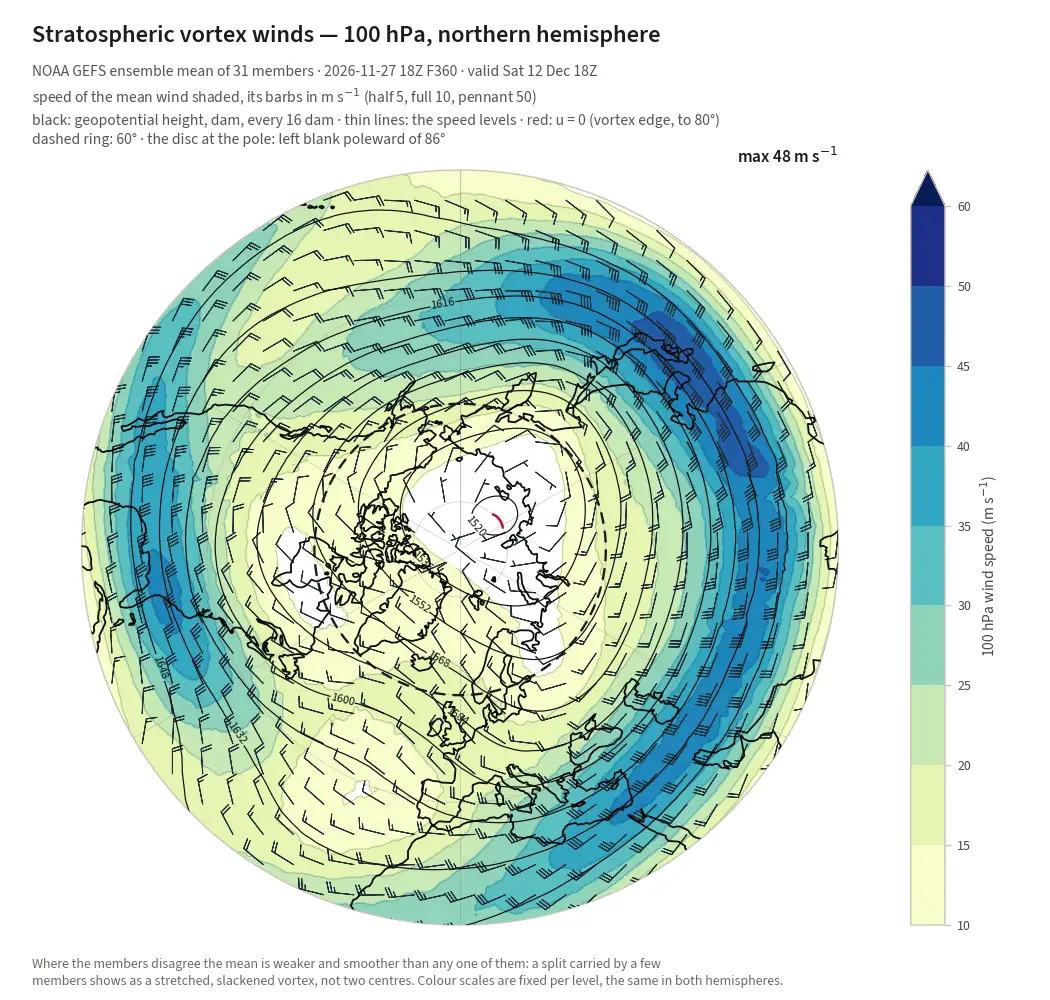 Stratospheric vortex winds — 100 hPa, northern hemisphere
NOAA GEFS ensemble mean of 31 members · 2026-11-27 18Z F360 · valid Sat 12 Dec 18Z
speed of the mean wind shaded, its barbs in m s⁻¹ (half 5, full 10, pennant 50)
black: geopotential height, dam, every 16 dam · thin lines: the speed levels · red: u = 0 (vortex edge, to 80°)
dashed ring: 60° · the disc at the pole: left blank poleward of 86°
max 48 m s⁻¹
60
50
45
40
35
30
25
20
15
10
100 hPa wind speed (m s⁻¹)
1616
1520
1552
1568
1600
1648
1632
Where the members disagree the mean is weaker and smoother than any one of them: a split carried by a few
members shows as a stretched, slackened vortex, not two centres. Colour scales are fixed per level, the same in both hemispheres.